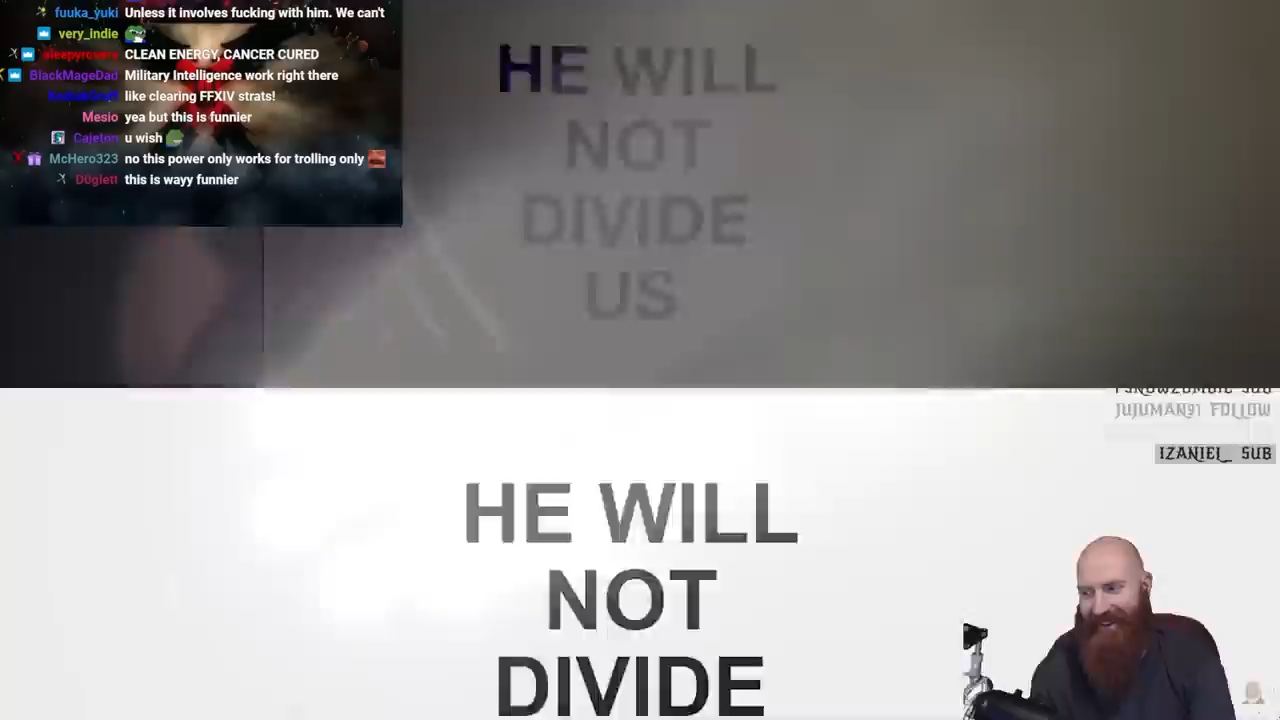 fuuka_yuki Unless it involves fucking with him. We can't
very_indie
CLEAN ENERGY, CANCER CURED
BlackMageDad Military Intelligence work right there
like clearing FFXIV strats!
Mesio yea but this is funnier
Cajeton u wish
McHero323 no this power only works for trolling only
Düglett this is wayy funnier
HE WILL
NOT
DIVIDE
US
JUJUMAN91 FOLLOW
IZANIEL_ SUB
HE WILL
NOT
DIVIDE